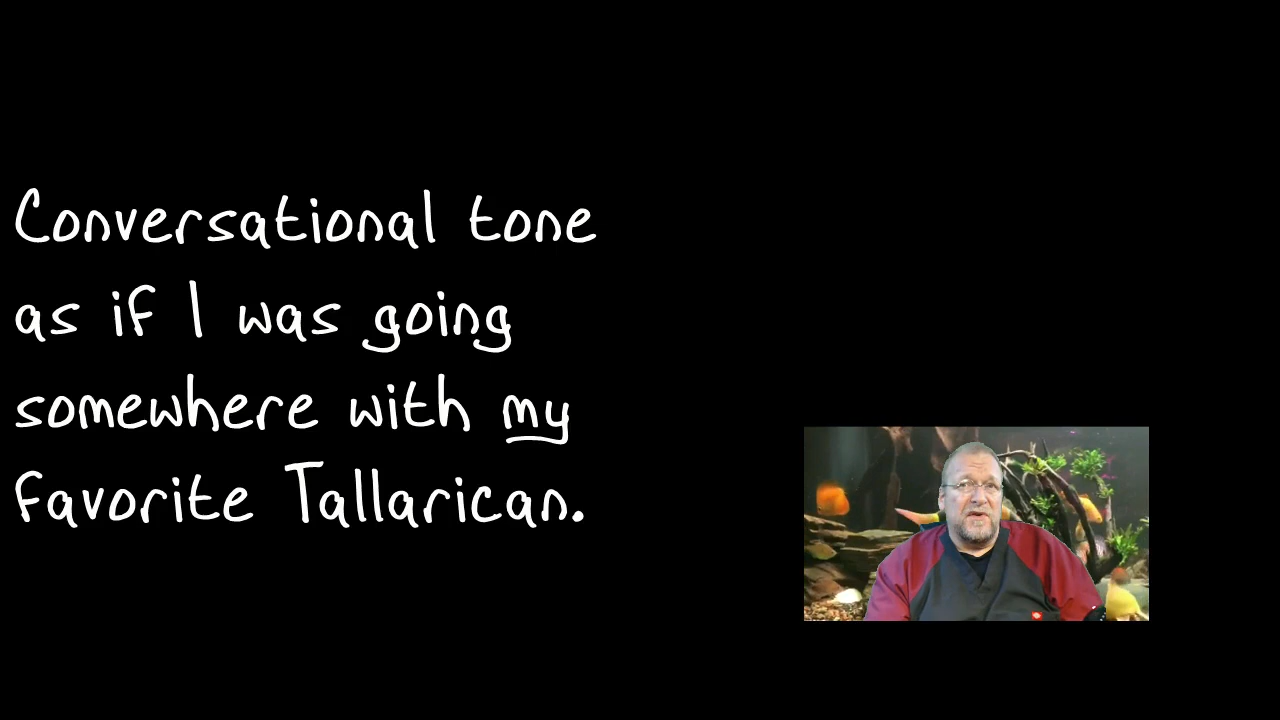 Conversational tone
as if I was going
somewhere with my
favorite Tallarican.